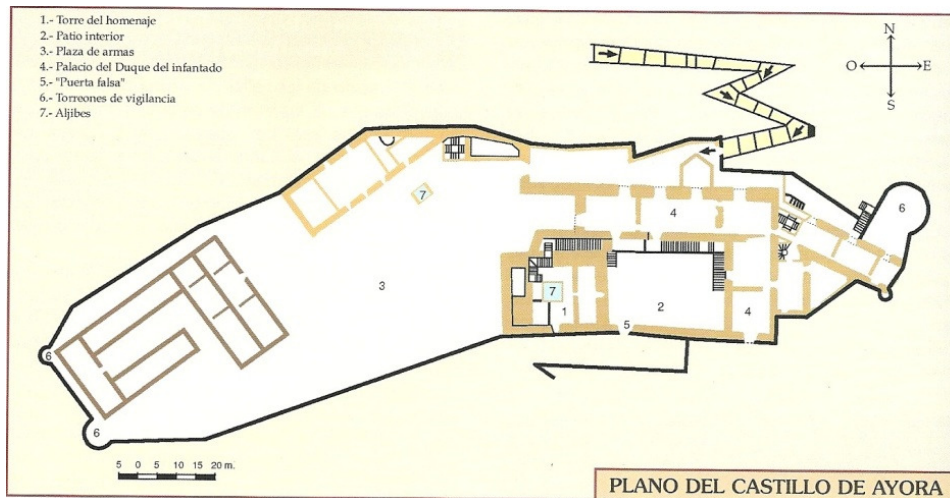 1.- Torre del homenaje
2.- Patio interior
3.- Plaza de armas
4.- Palacio del Duque del infantado
5.- "Puerta falsa"
6.- Torreones de vigilancia
7.- Aljibes
N
O E
S
7
4
6
3
7
1
2
4
5
6
6
5 0 5 10 15 20 m.
PLANO DEL CASTILLO DE AYORA